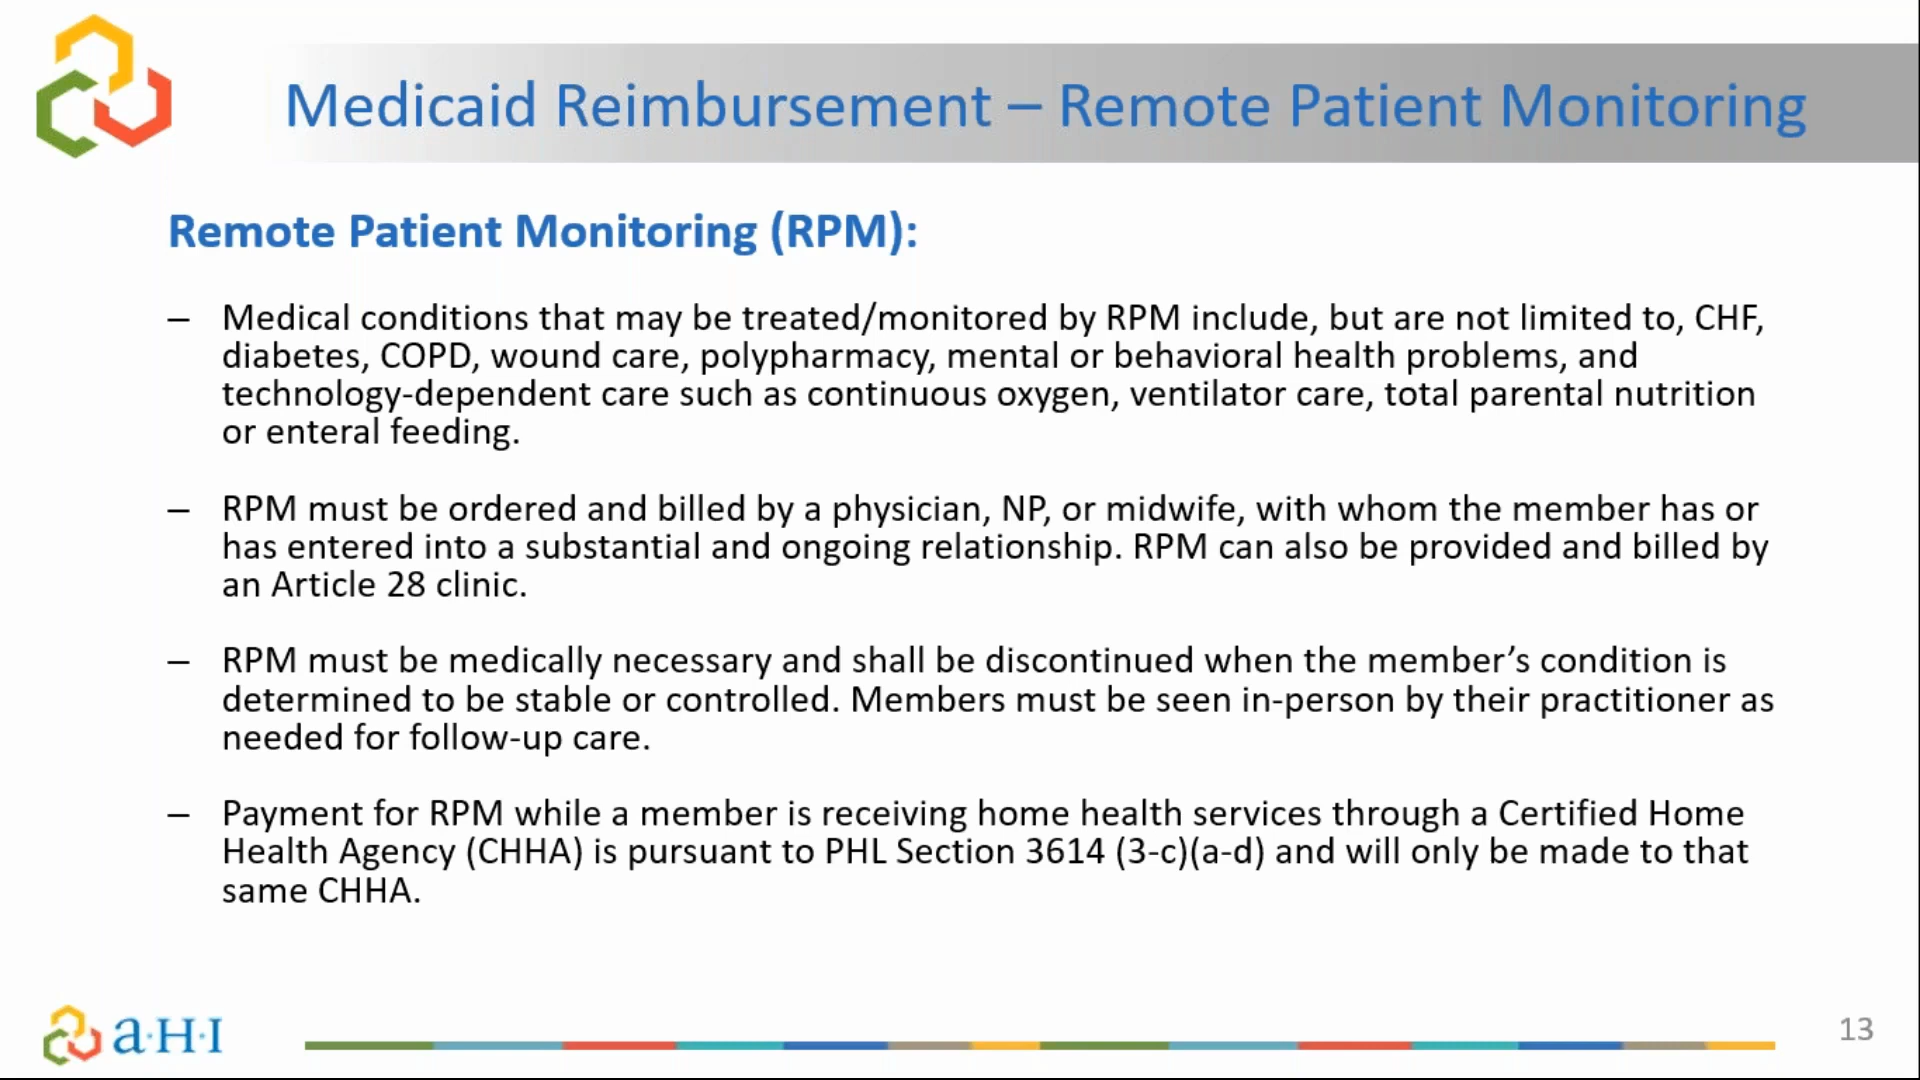 Medicaid Reimbursement – Remote Patient Monitoring
Remote Patient Monitoring (RPM):
– Medical conditions that may be treated/monitored by RPM include, but are not limited to, CHF,
diabetes, COPD, wound care, polypharmacy, mental or behavioral health problems, and
technology-dependent care such as continuous oxygen, ventilator care, total parental nutrition
or enteral feeding.
– RPM must be ordered and billed by a physician, NP, or midwife, with whom the member has or
has entered into a substantial and ongoing relationship. RPM can also be provided and billed by
an Article 28 clinic.
– RPM must be medically necessary and shall be discontinued when the member’s condition is
determined to be stable or controlled. Members must be seen in-person by their practitioner as
needed for follow-up care.
– Payment for RPM while a member is receiving home health services through a Certified Home
Health Agency (CHHA) is pursuant to PHL Section 3614 (3-c)(a-d) and will only be made to that
same CHHA.
a·H·I
13